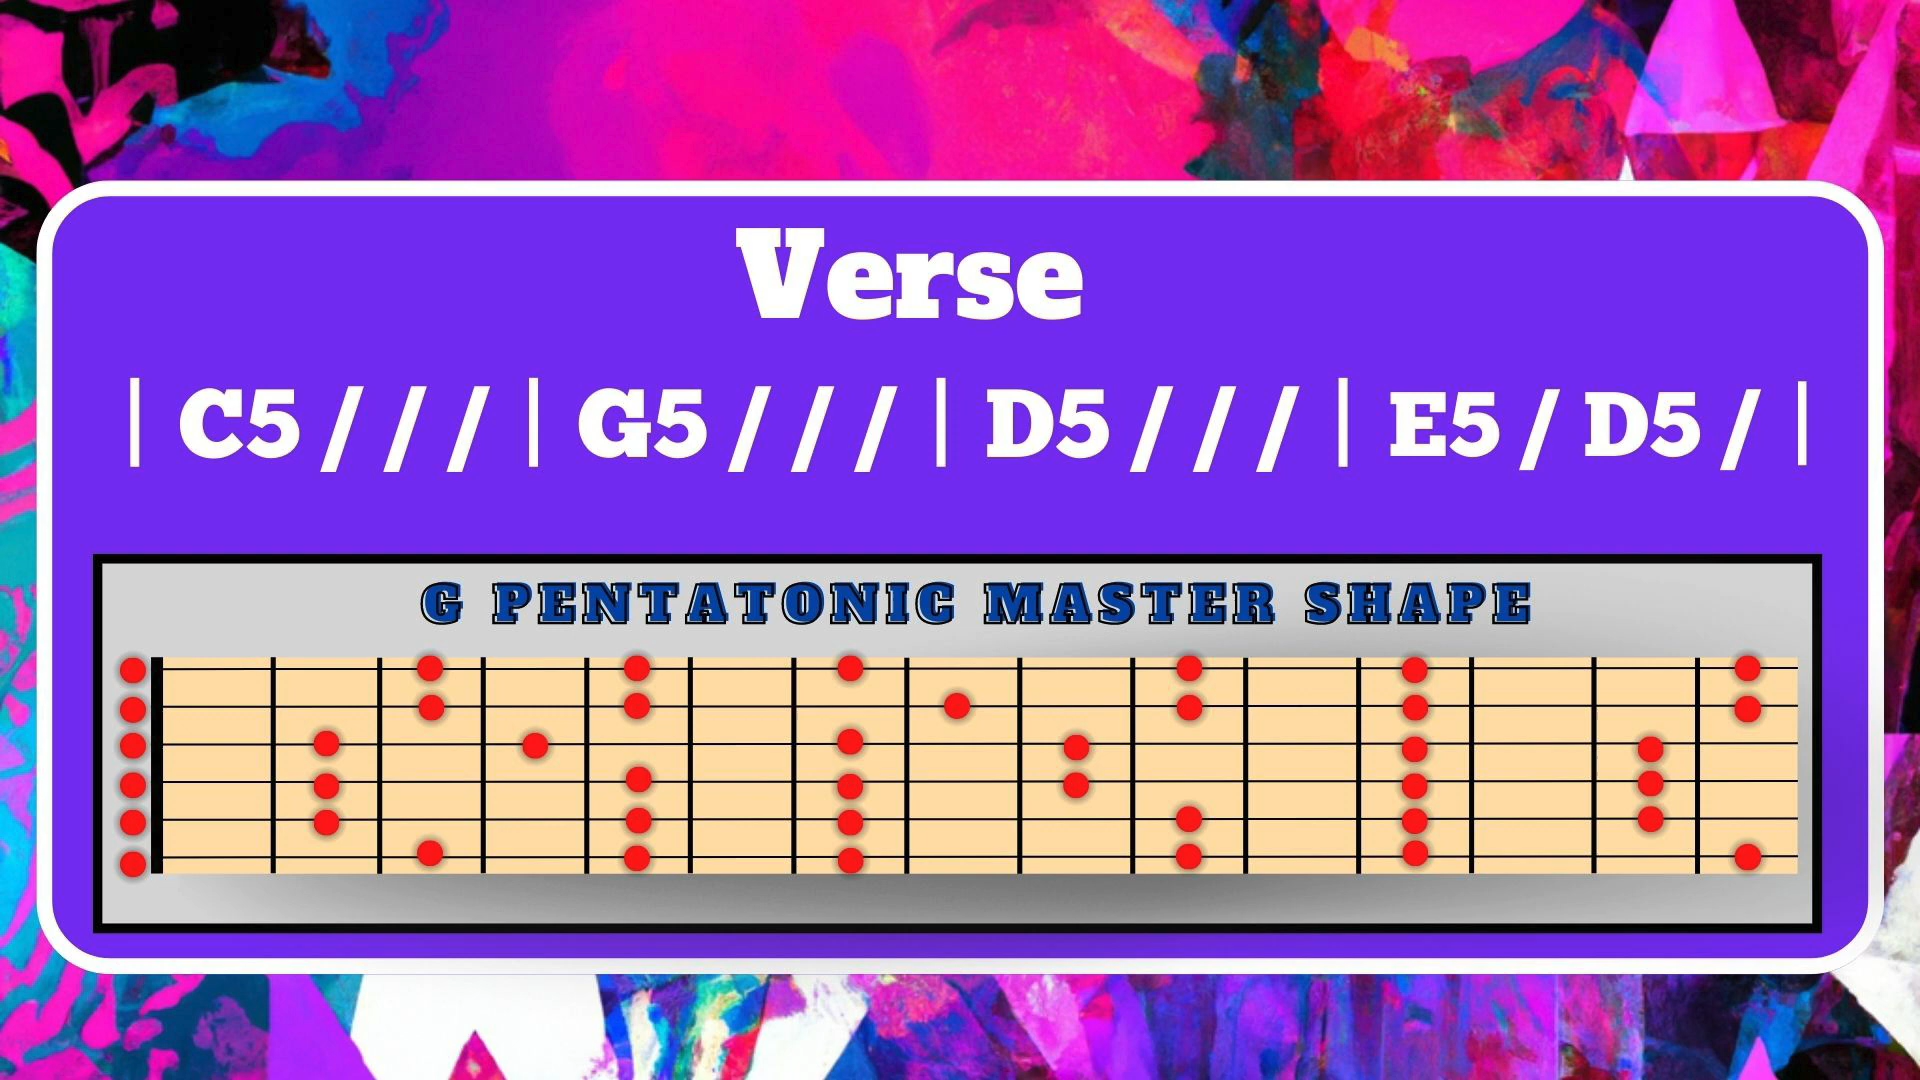 Verse
| C5 / / / | G5 / / / | D5 / / / | E5 / D5 / |
G PENTATONIC MASTER SHAPE